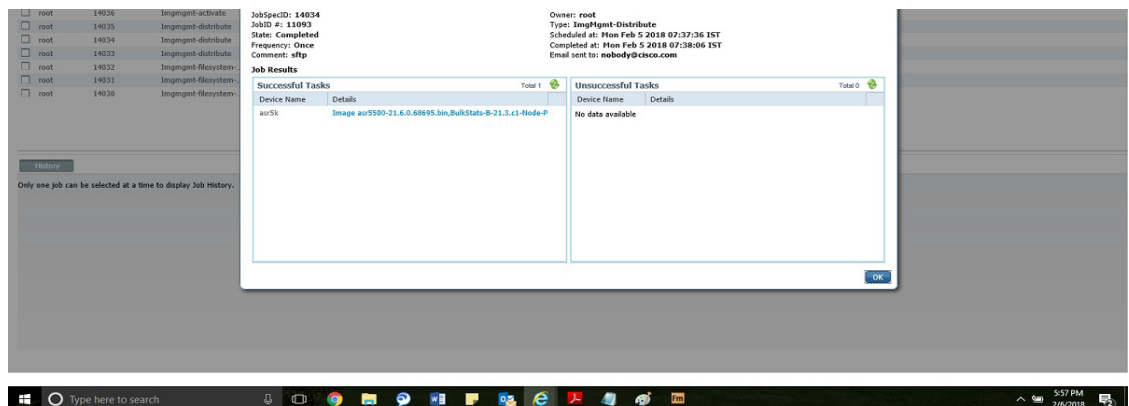 root 14036 Imgmgmt-activate
root 14035 Imgmgmt-distribute
root 14034 Imgmgmt-distribute
root 14033 Imgmgmt-distribute
root 14032 Imgmgmt-filesystem-..
root 14031 Imgmgmt-filesystem-..
root 14030 Imgmgmt-filesystem-..
History
Only one job can be selected at a time to display Job History.
JobSpecID: 14034
JobID #: 11093
State: Completed
Frequency: Once
Comment: sftp
Owner: root
Type: ImgMgmt-Distribute
Scheduled at: Mon Feb 5 2018 07:37:36 IST
Completed at: Mon Feb 5 2018 07:38:06 IST
Email sent to: nobody@cisco.com
Job Results
Successful Tasks Total 1
Device Name Details
asr5k Image asr5500-21.6.0.68695.bin,BulkStats-B-21.3.c1-Node-P
Unsuccessful Tasks Total 0
Device Name Details
No data available
OK
Type here to search
Fm
5:57 PM
2/6/2018